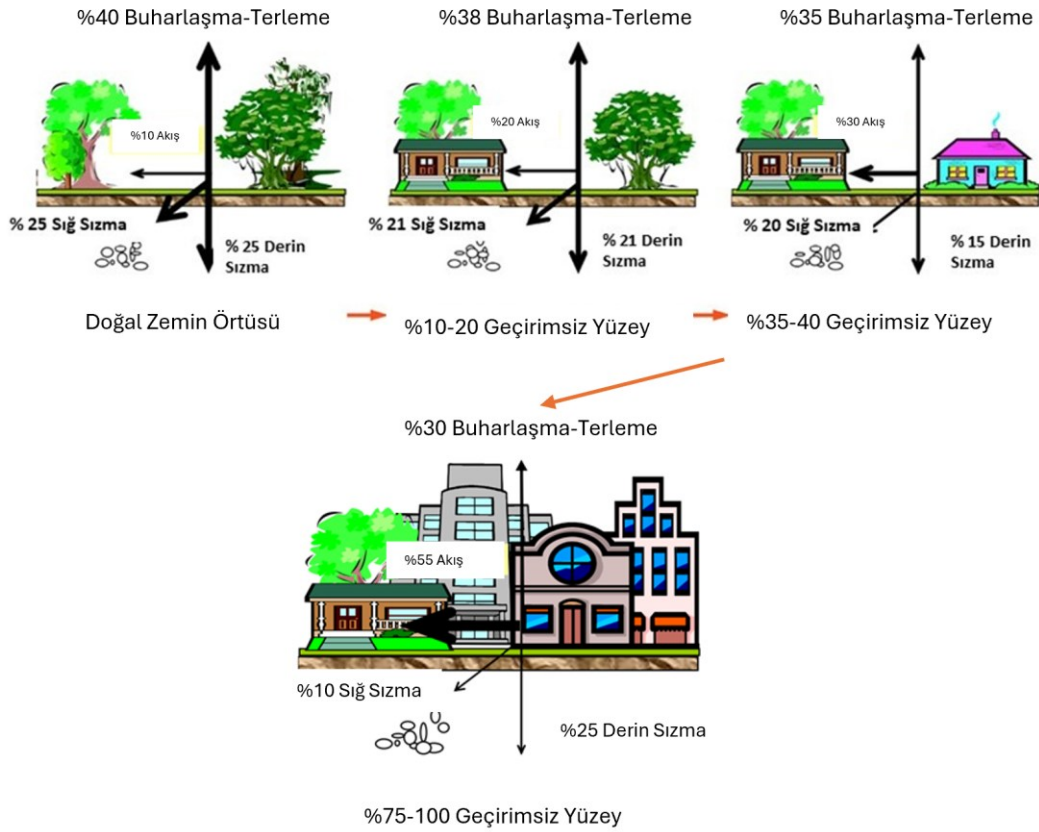 %40 Buharlaşma-Terleme
%10 Akış
% 25 Sığ Sızma
% 25 Derin
Sızma
Doğal Zemin Örtüsü
%38 Buharlaşma-Terleme
%20 Akış
% 21 Sığ Sızma
% 21 Derin
Sızma
%10-20 Geçirimsiz Yüzey
%35 Buharlaşma-Terleme
%30 Akış
% 20 Sığ Sızma
% 15 Derin
Sızma
%35-40 Geçirimsiz Yüzey
%30 Buharlaşma-Terleme
%55 Akış
%10 Sığ Sızma
%25 Derin Sızma
%75-100 Geçirimsiz Yüzey